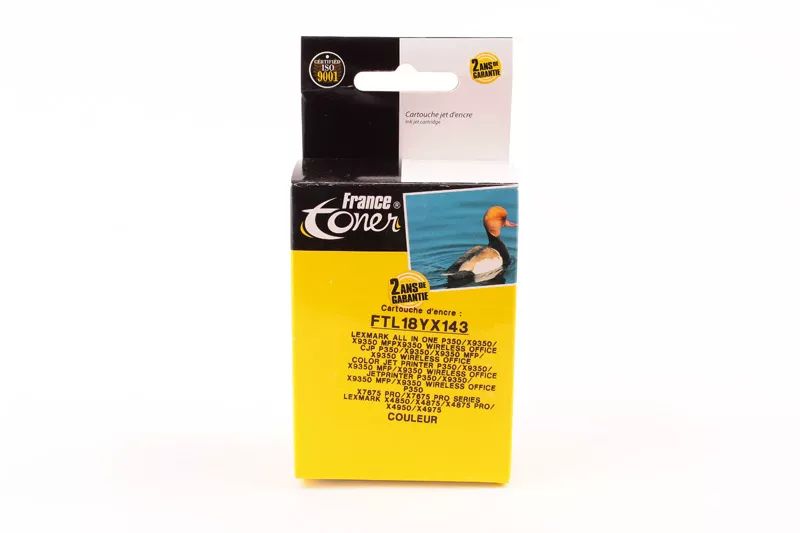 CERTIFIED
ISO
9001
2 ANS DE
GARANTIE
Cartouche jet d'encre
Ink jet cartridge
France ®
Toner
2 ANS DE
GARANTIE
Cartouche d'encre :
FTL18YX143
LEXMARK ALL IN ONE P350/X9350/
X9350 MFPX9350 WIRELESS OFFICE
CJP P350/X9350/X9350 MFP/
X9350 WIRELESS OFFICE
COLOR JET PRINTER P350/X9350/
X9350 MFP/X9350 WIRELESS OFFICE
JETPRINTER P350/X9350/
X9350 MFP/X9350 WIRELESS OFFICE
P350
X7675 PRO/X7675 PRO SERIES
LEXMARK X4850/X4875/X4875 PRO/
X4950/X4975
COULEUR